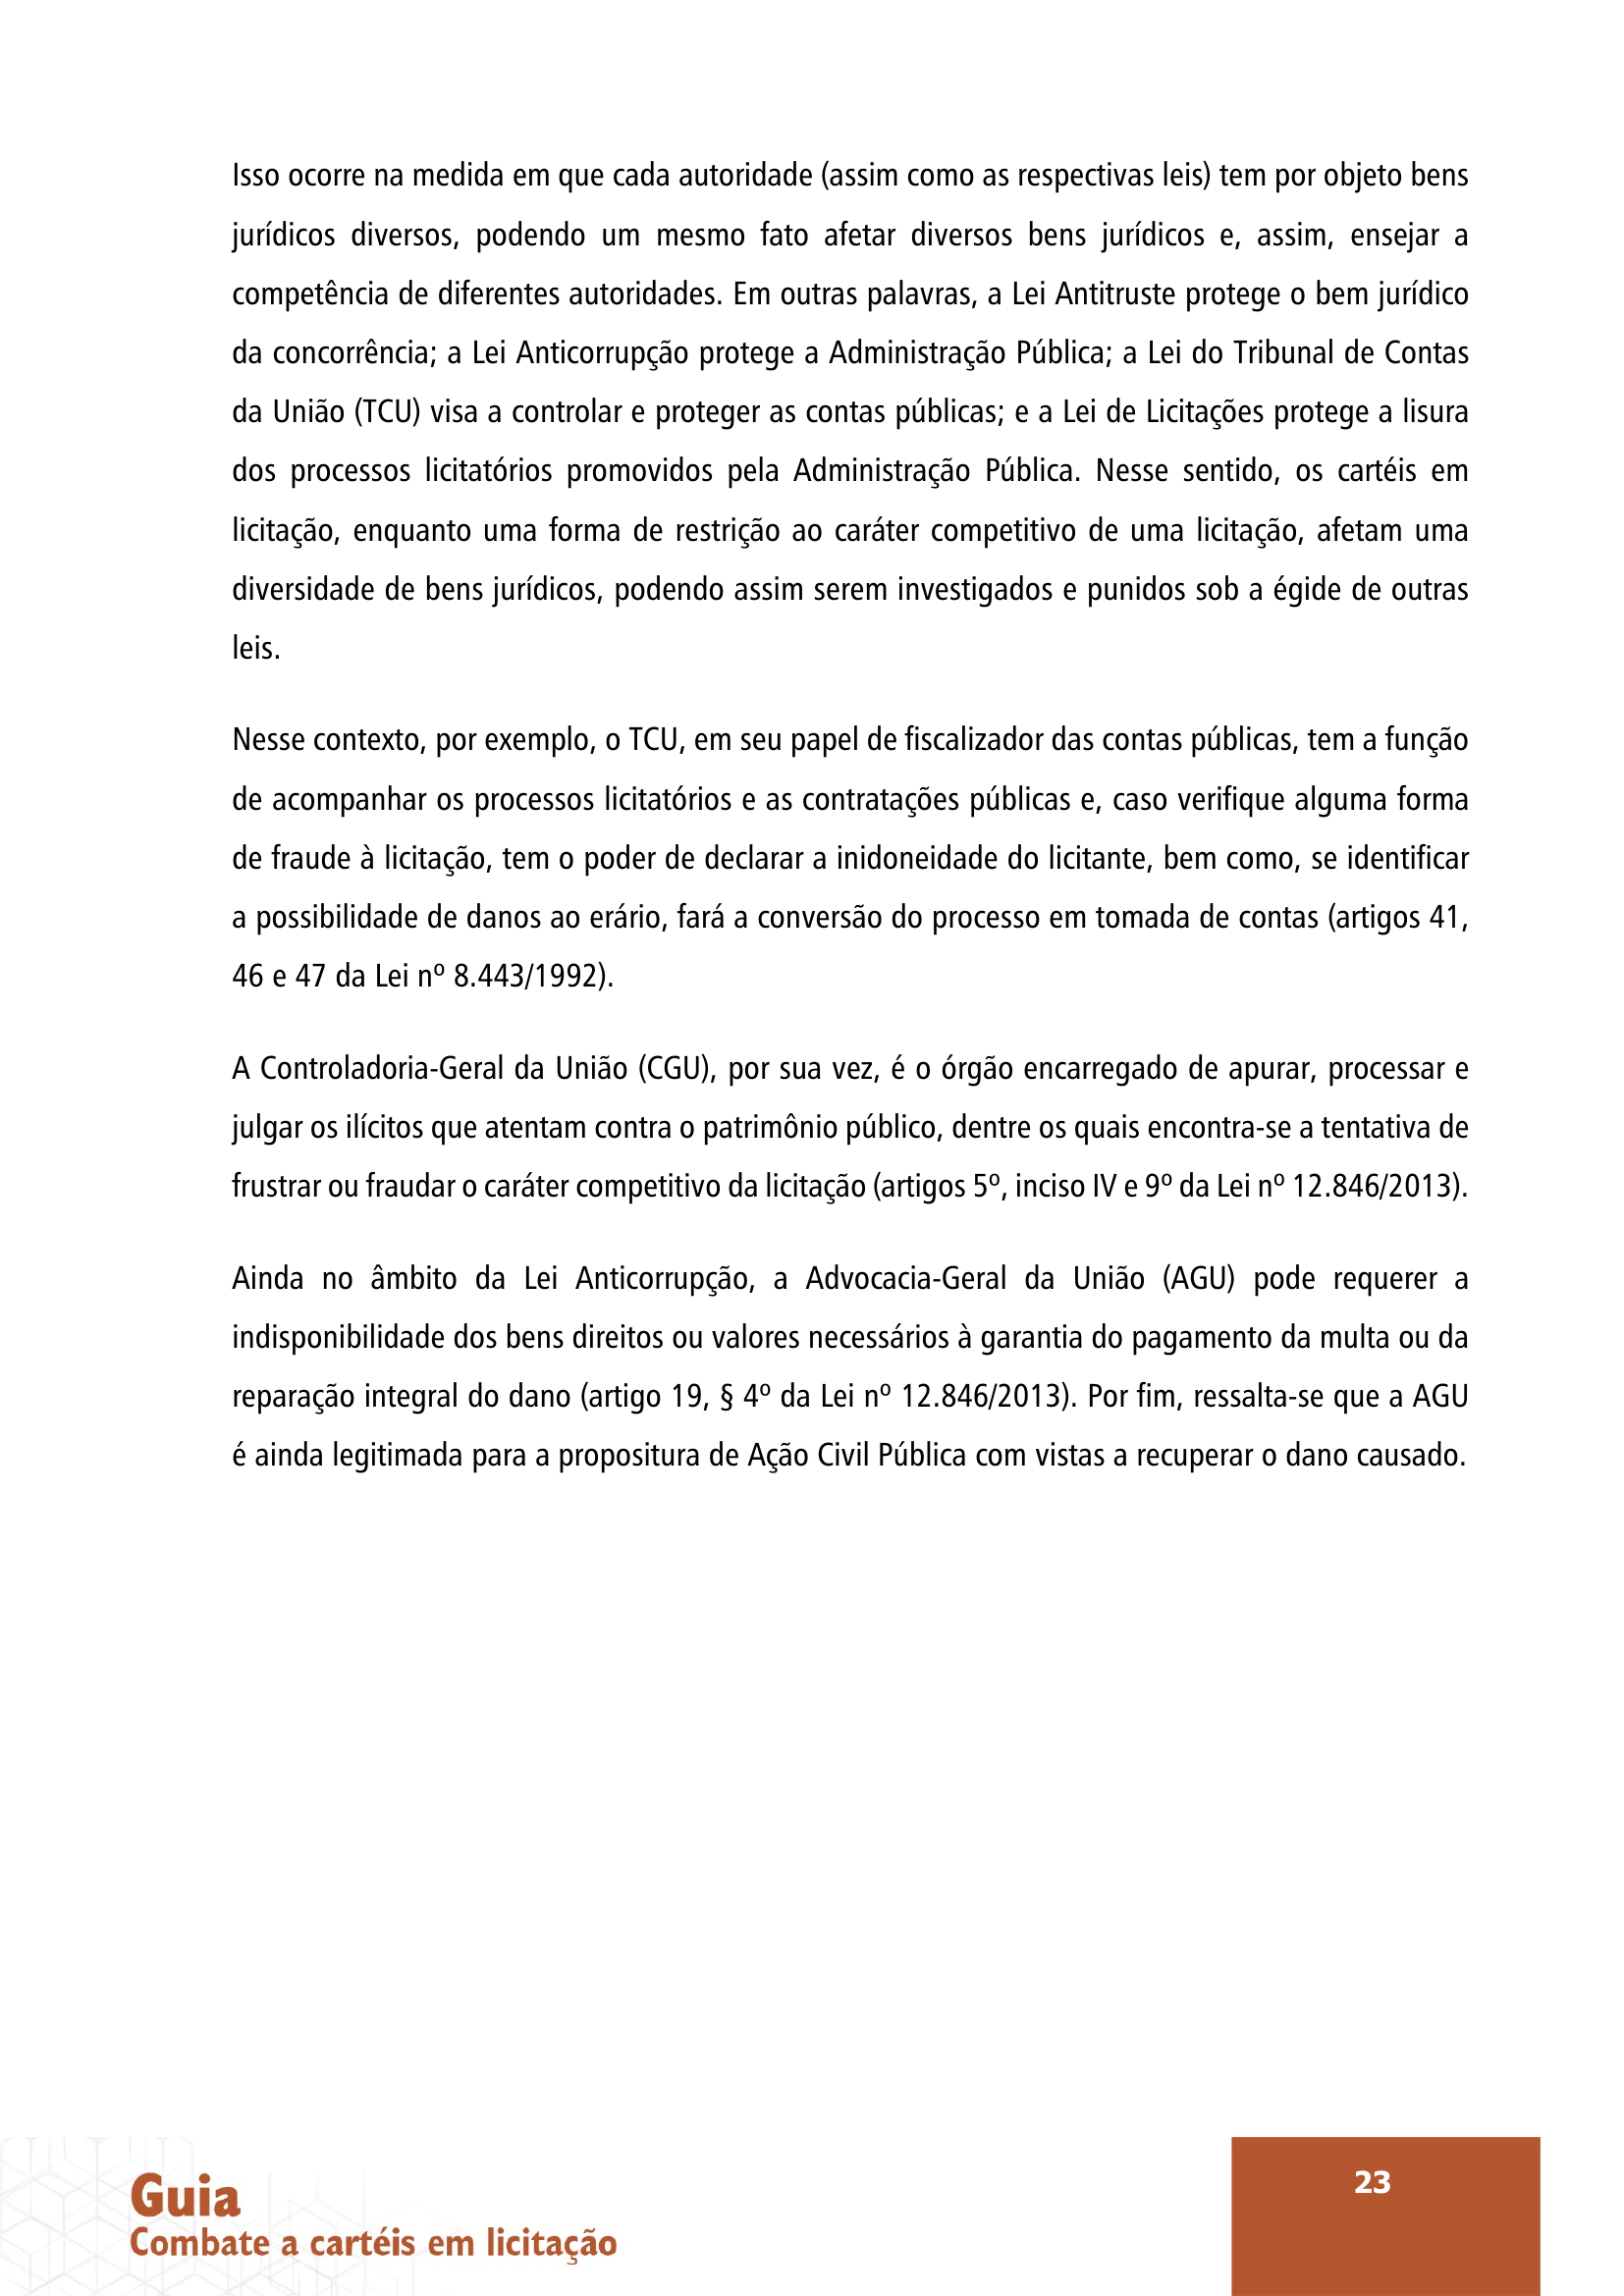 Isso ocorre na medida em que cada autoridade (assim como as respectivas leis) tem por objeto bens
jurídicos diversos, podendo um mesmo fato afetar diversos bens jurídicos e, assim, ensejar a
competência de diferentes autoridades. Em outras palavras, a Lei Antitruste protege o bem jurídico
da concorrência; a Lei Anticorrupção protege a Administração Pública; a Lei do Tribunal de Contas
da União (TCU) visa a controlar e proteger as contas públicas; e a Lei de Licitações protege a lisura
dos processos licitatórios promovidos pela Administração Pública. Nesse sentido, os cartéis em
licitação, enquanto uma forma de restrição ao caráter competitivo de uma licitação, afetam uma
diversidade de bens jurídicos, podendo assim serem investigados e punidos sob a égide de outras
leis.
Nesse contexto, por exemplo, o TCU, em seu papel de fiscalizador das contas públicas, tem a função
de acompanhar os processos licitatórios e as contratações públicas e, caso verifique alguma forma
de fraude à licitação, tem o poder de declarar a inidoneidade do licitante, bem como, se identificar
a possibilidade de danos ao erário, fará a conversão do processo em tomada de contas (artigos 41,
46 e 47 da Lei nº 8.443/1992).
A Controladoria-Geral da União (CGU), por sua vez, é o órgão encarregado de apurar, processar e
julgar os ilícitos que atentam contra o patrimônio público, dentre os quais encontra-se a tentativa de
frustrar ou fraudar o caráter competitivo da licitação (artigos 5º, inciso IV e 9º da Lei nº 12.846/2013).
Ainda no âmbito da Lei Anticorrupção, a Advocacia-Geral da União (AGU) pode requerer a
indisponibilidade dos bens direitos ou valores necessários à garantia do pagamento da multa ou da
reparação integral do dano (artigo 19, § 4º da Lei nº 12.846/2013). Por fim, ressalta-se que a AGU
é ainda legitimada para a propositura de Ação Civil Pública com vistas a recuperar o dano causado.
Guia
Combate a cartéis em licitação
23